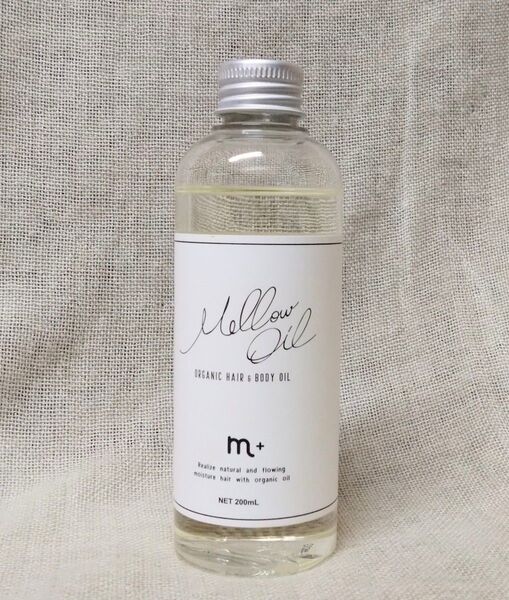 Mellow
Oil
ORGANIC HAIR & BODY OIL
m+
Realize natural and flowing
moisture hair with organic oil
NET 200mL